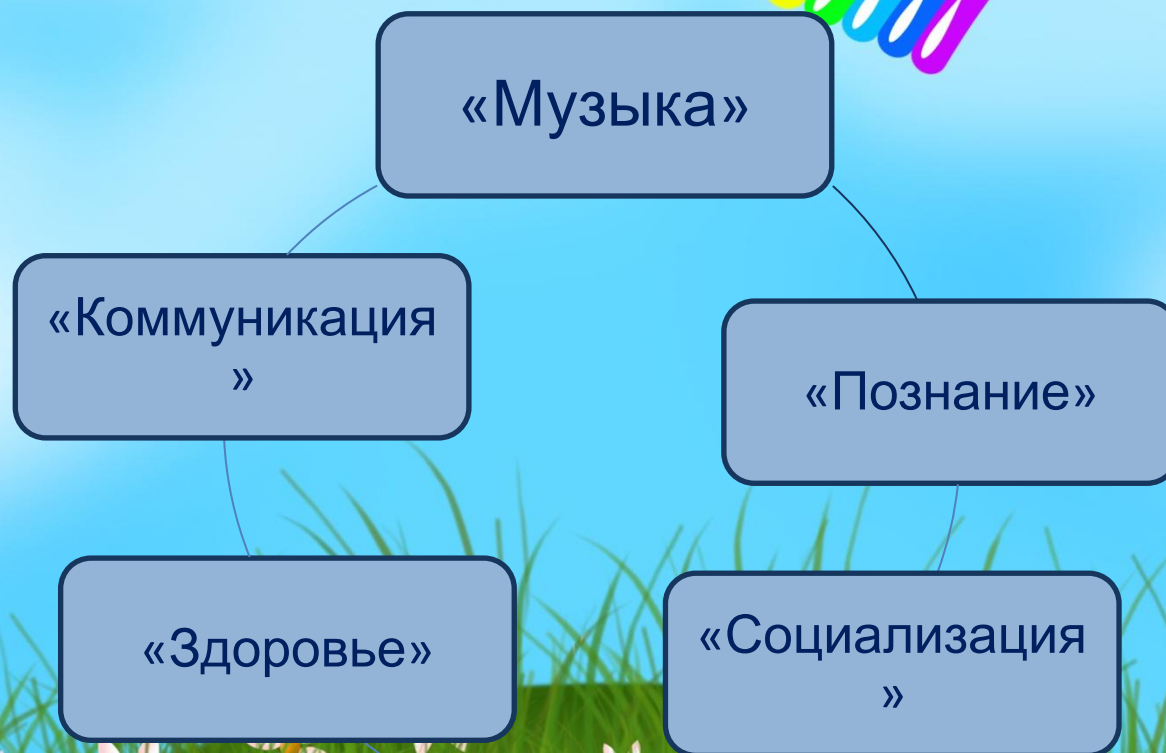 «Музыка»
«Коммуникация
»
«Познание»
«Здоровье»
«Социализация
»